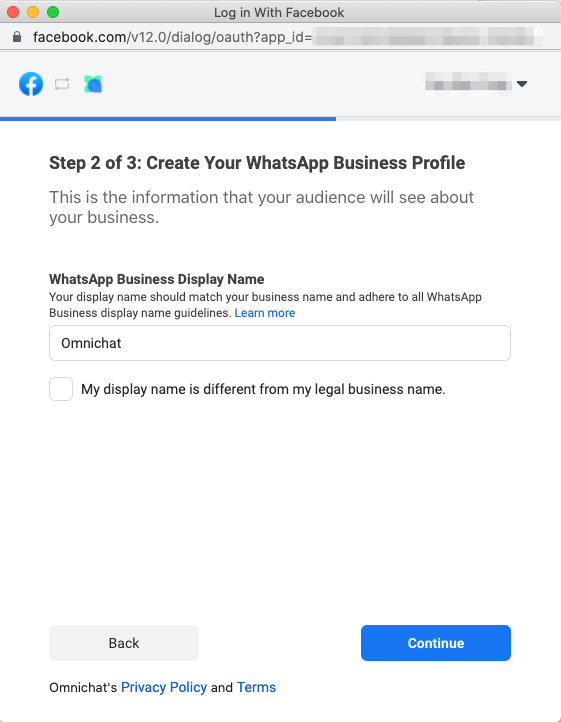 Log in With Facebook
facebook.com/v12.0/dialog/oauth?app_id=
Step 2 of 3: Create Your WhatsApp Business Profile
This is the information that your audience will see about
your business.
WhatsApp Business Display Name
Your display name should match your business name and adhere to all WhatsApp
Business display name guidelines. Learn more
Omnichat
My display name is different from my legal business name.
Back
Continue
Omnichat's Privacy Policy and Terms